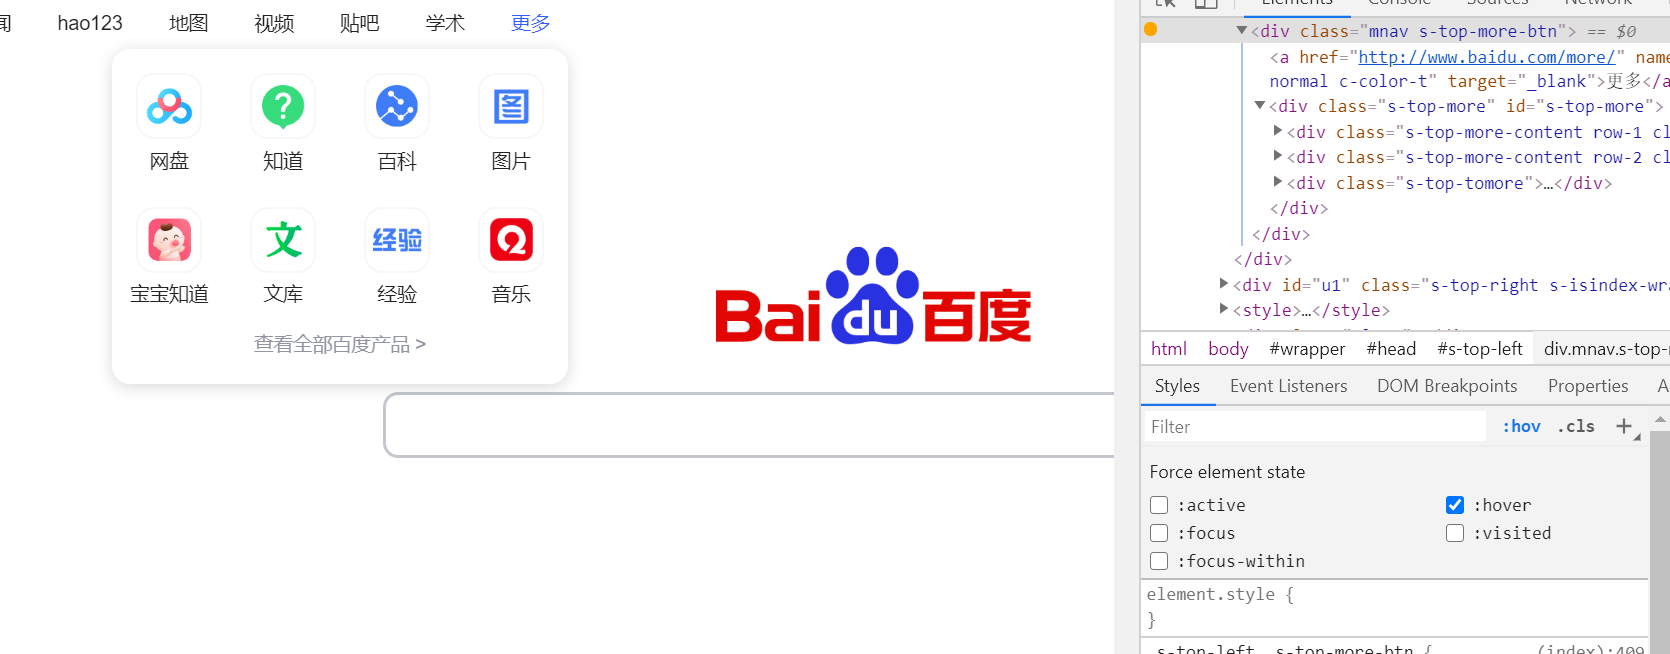 闻 hao123 地图 视频 贴吧 学术 更多
网盘 知道 百科 图片
宝宝知道 文库 经验 音乐
查看全部百度产品 >
Bai du 百度
Elements Console Sources Network
<div class="mnav s-top-more-btn"> == $0
<a href="http://www.baidu.com/more/" name
normal c-color-t" target="_blank">更多</a
<div class="s-top-more" id="s-top-more">
<div class="s-top-more-content row-1 cl
<div class="s-top-more-content row-2 cl
<div class="s-top-tomore">…</div>
</div>
</div>
</div>
<div id="u1" class="s-top-right s-isindex-wra
<style>…</style>
html body #wrapper #head #s-top-left div.mnav.s-top-
Styles Event Listeners DOM Breakpoints Properties A
Filter :hov .cls +
Force element state
:active :hover
:focus :visited
:focus-within
element.style {
}
.s-top-left .s-top-more-btn { (index):409